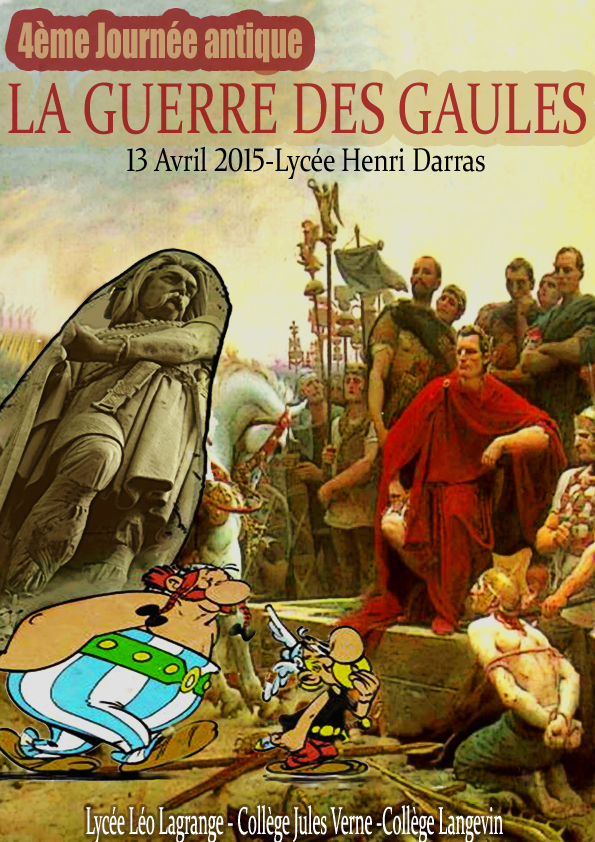 4ème Journée antique
LA GUERRE DES GAULES
13 Avril 2015-Lycée Henri Darras
Lycée Léo Lagrange - Collège Jules Verne -Collège Langevin